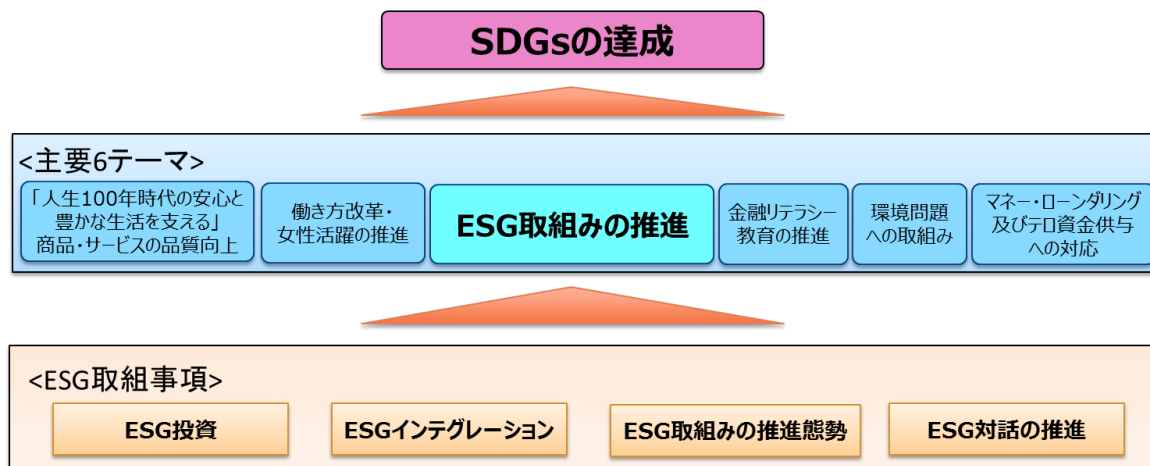 SDGsの達成
<主要6テーマ>
「人生100年時代の安心と
豊かな生活を支える」
商品・サービスの品質向上
働き方改革・
女性活躍の推進
ESG取組みの推進
金融リテラシー
教育の推進
環境問題
への取組み
マネー・ローンダリング
及びテロ資金供与
への対応
<ESG取組事項>
ESG投資
ESGインテグレーション
ESG取組みの推進態勢
ESG対話の推進